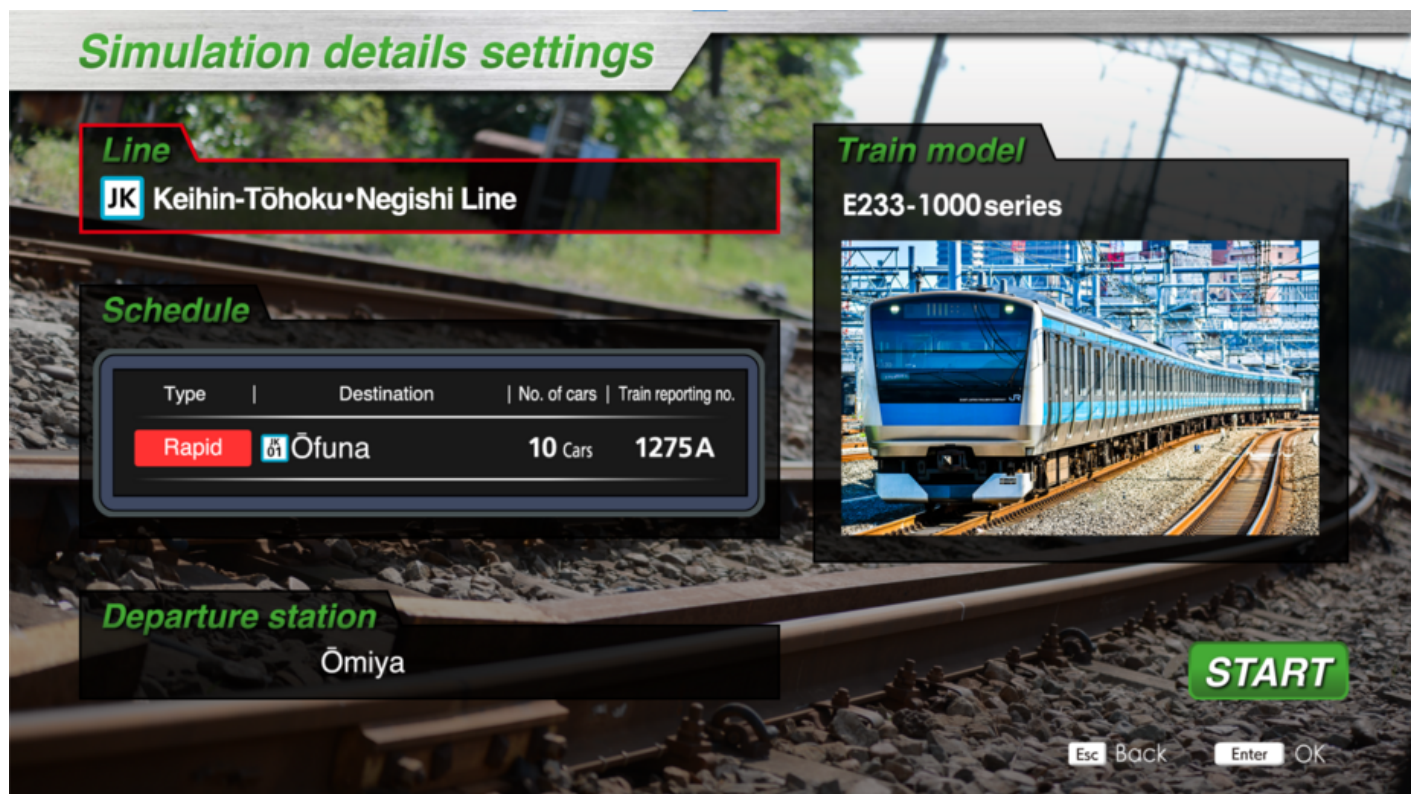 Simulation details settings
Line
JK Keihin-Tōhoku•Negishi Line
Schedule
Type | Destination | No. of cars | Train reporting no.
Rapid JK 01 Ōfuna 10 Cars 1275A
Departure station
Ōmiya
Train model
E233-1000series
JR
START
Esc Back Enter OK